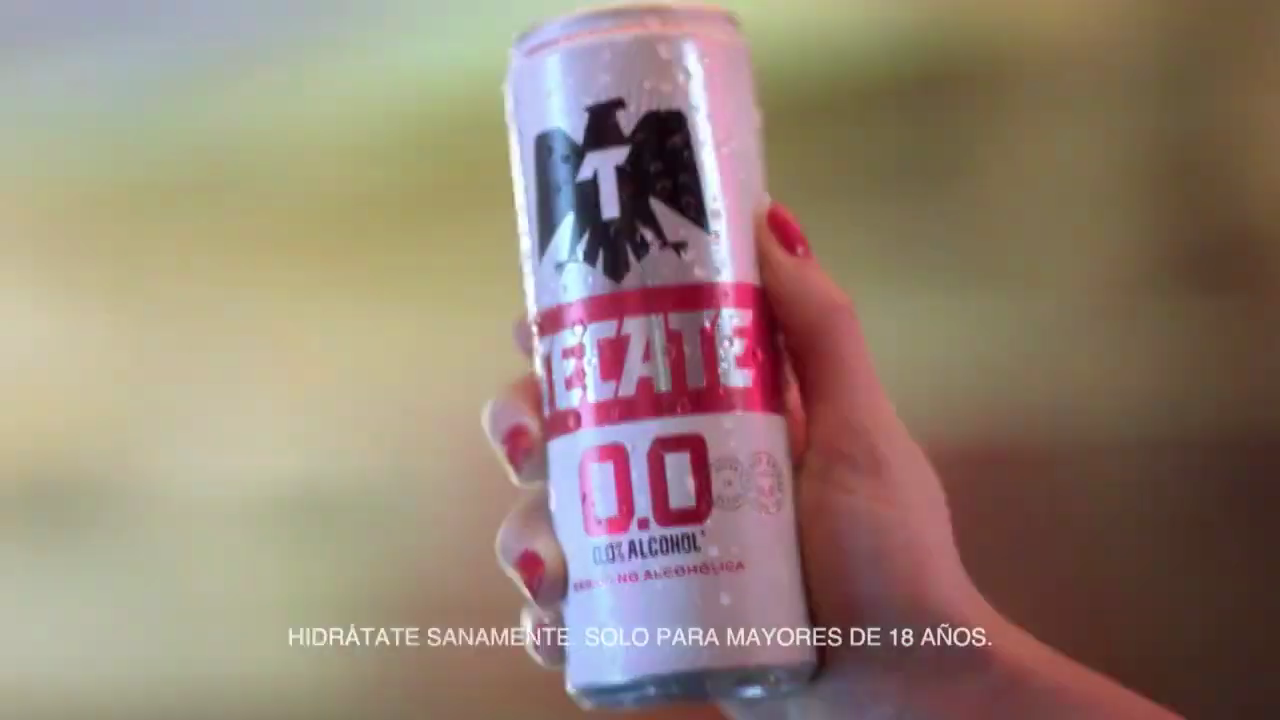 T
TECATE
0.0
0.0% ALCOHOL*
NO ALCOHÓLICA
HIDRÁTATE SANAMENTE. SOLO PARA MAYORES DE 18 AÑOS.